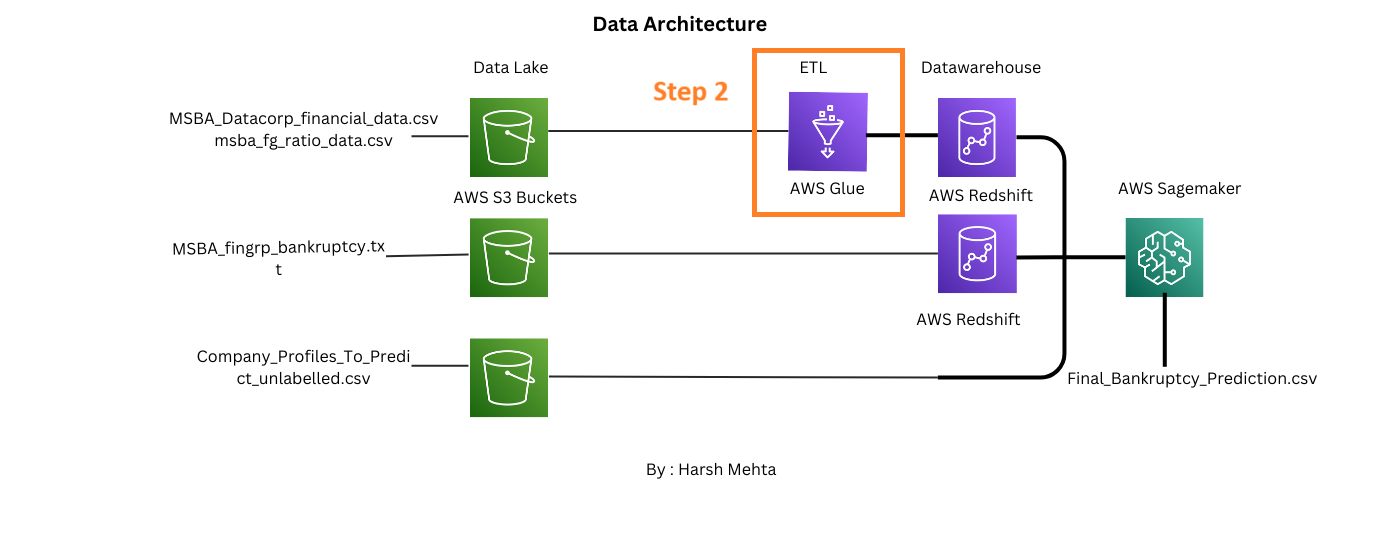 Data Architecture
Data Lake
ETL
Datawarehouse
Step 2
MSBA_Datacorp_financial_data.csv
msba_fg_ratio_data.csv
AWS S3 Buckets
AWS Glue
AWS Redshift
AWS Sagemaker
MSBA_fingrp_bankruptcy.tx
t
AWS Redshift
Company_Profiles_To_Predi
ct_unlabelled.csv
Final_Bankruptcy_Prediction.csv
By : Harsh Mehta